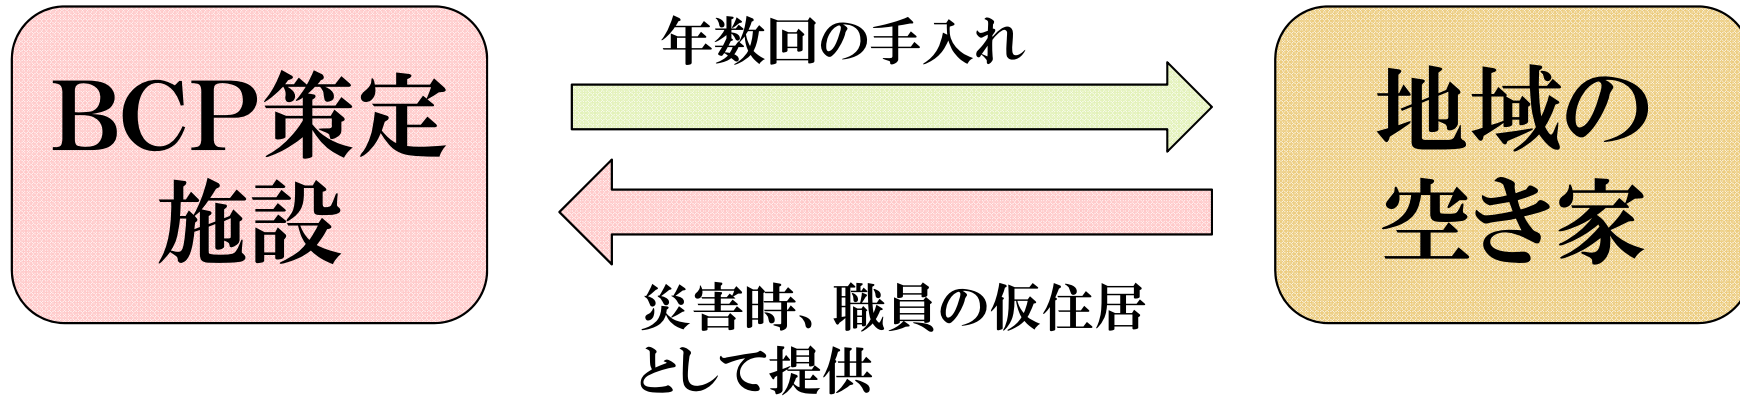 BCP策定
施設
年数回の手入れ
災害時、職員の仮住居
として提供
地域の
空き家